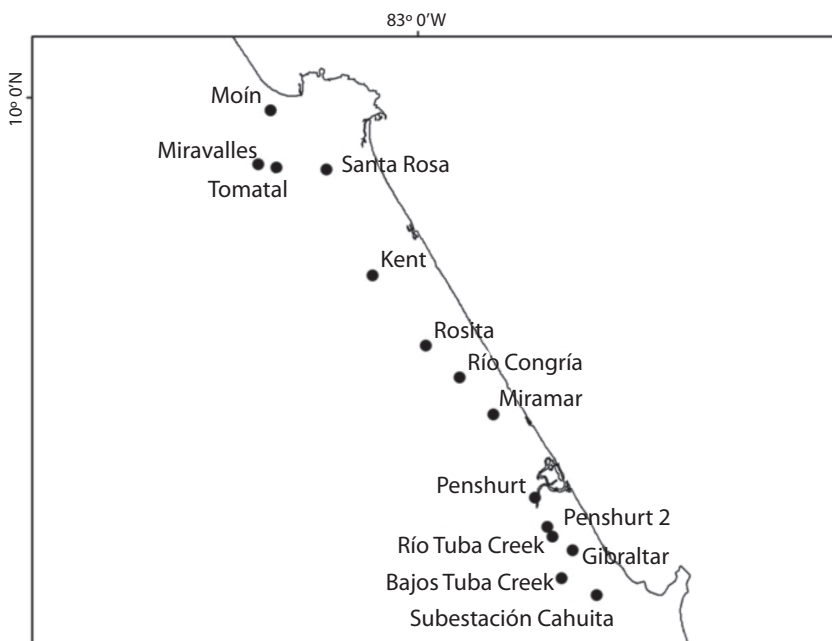 83º 0’W
10º 0’N
Moín
Miravalles
Tomatal
Santa Rosa
Kent
Rosita
Río Congría
Miramar
Penshurt
Penshurt 2
Río Tuba Creek
Gibraltar
Bajos Tuba Creek
Subestación Cahuita